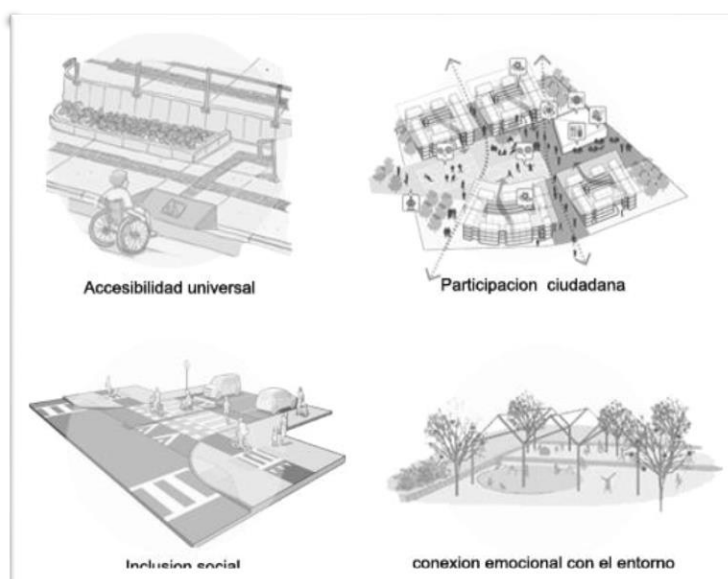 Accesibilidad universal
Participacion ciudadana
Inclusion social
conexion emocional con el entorno